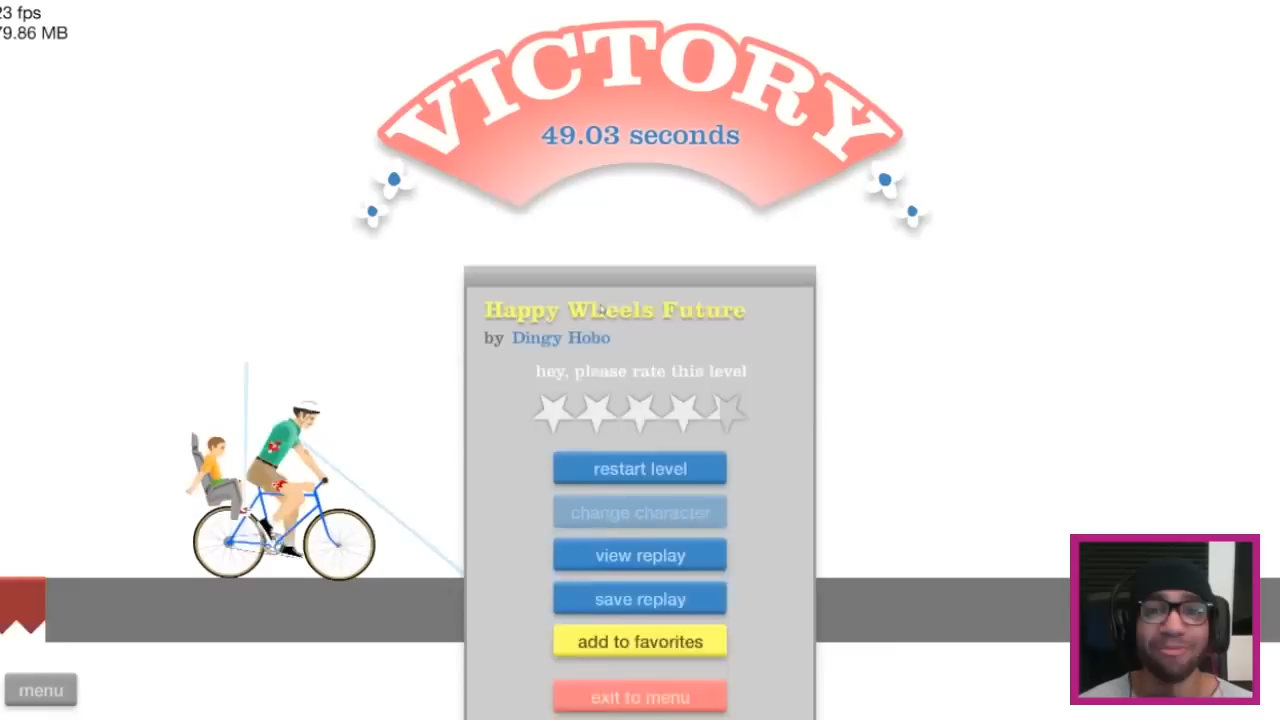 23 fps
79.86 MB
VICTORY
49.03 seconds
Happy Wheels Future
by Dingy Hobo
hey, please rate this level
restart level
change character
view replay
save replay
add to favorites
exit to menu
menu